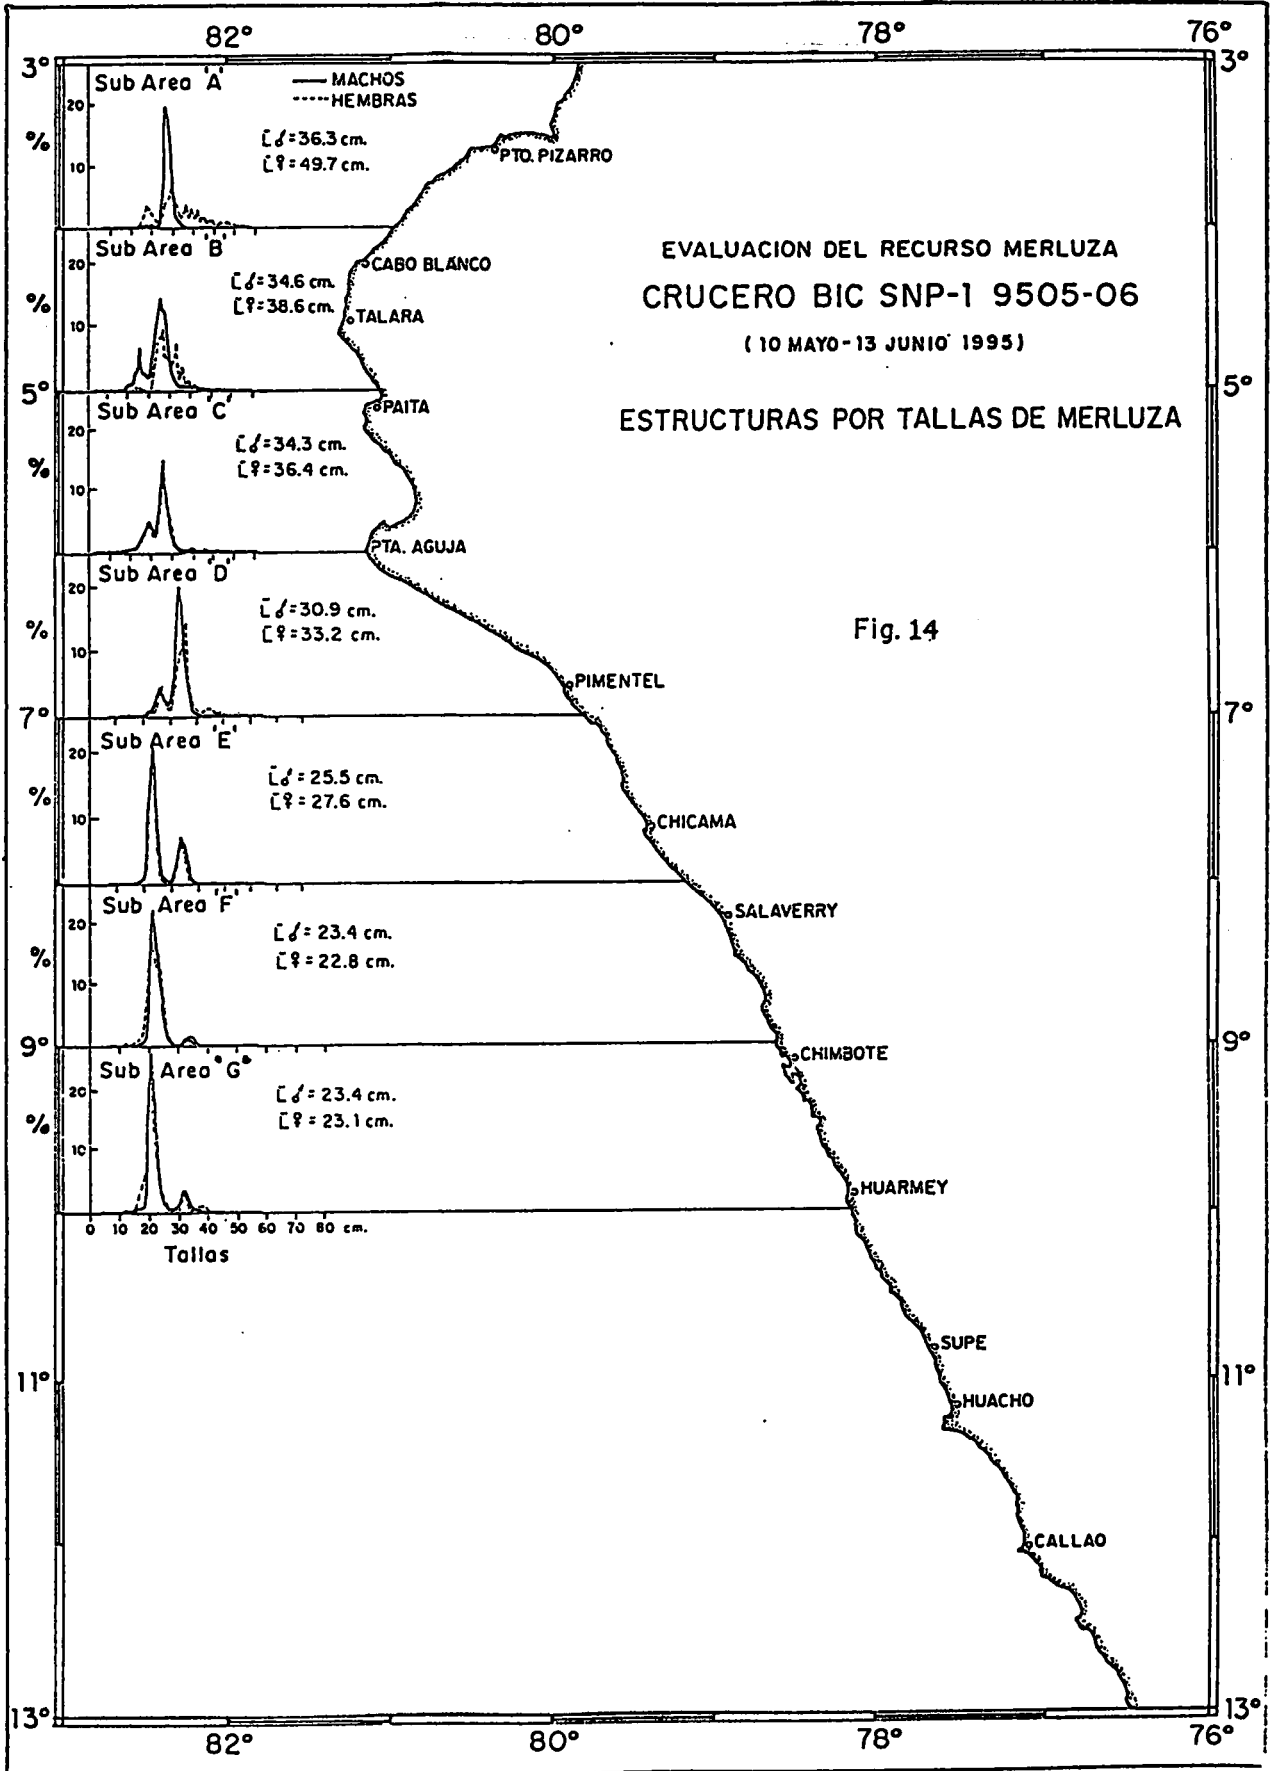 82° 80° 78° 76°
3° 3°
Sub Area 'A'
MACHOS
HEMBRAS
20
%
10
L̄♂=36.3 cm.
L̄♀=49.7 cm.
PTO. PIZARRO
Sub Area 'B'
20
%
10
L̄♂=34.6 cm.
L̄♀=38.6 cm.
CABO BLANCO
TALARA
EVALUACION DEL RECURSO MERLUZA
CRUCERO BIC SNP-1 9505-06
(10 MAYO-13 JUNIO 1995)
5° 5°
Sub Area 'C'
20
%
10
L̄♂=34.3 cm.
L̄♀=36.4 cm.
PAITA
ESTRUCTURAS POR TALLAS DE MERLUZA
PTA. AGUJA
Sub Area 'D'
20
%
10
L̄♂=30.9 cm.
L̄♀=33.2 cm.
Fig. 14
PIMENTEL
7° 7°
Sub Area 'E'
20
%
10
L̄♂= 25.5 cm.
L̄♀= 27.6 cm.
CHICAMA
Sub Area 'F'
20
%
10
L̄♂= 23.4 cm.
L̄♀= 22.8 cm.
SALAVERRY
9° 9°
CHIMBOTE
Sub Area "G"
20
%
10
L̄♂= 23.4 cm.
L̄♀= 23.1 cm.
HUARMEY
0 10 20 30 40 50 60 70 80 cm.
Tallas
SUPE
11° 11°
HUACHO
CALLAO
13° 13°
82° 80° 78° 76°